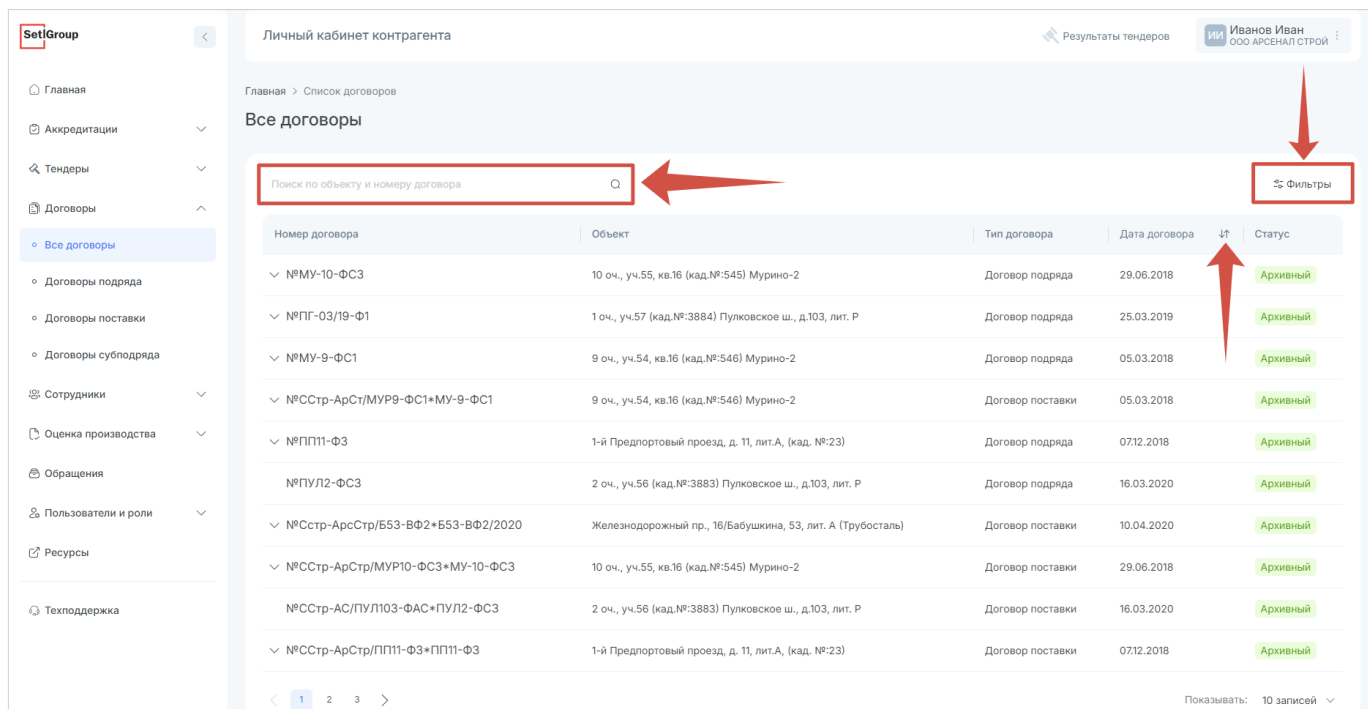 SetlGroup
Личный кабинет контрагента
Результаты тендеров
ИИ
Иванов Иван
ООО АРСЕНАЛ СТРОЙ
Главная
Аккредитации
Тендеры
Договоры
Все договоры
Договоры подряда
Договоры поставки
Договоры субподряда
Сотрудники
Оценка производства
Обращения
Пользователи и роли
Ресурсы
Техподдержка
Главная > Список договоров
Все договоры
Поиск по объекту и номеру договора
Фильтры
Номер договора Объект Тип договора Дата договора Статус
№МУ-10-ФС3 10 оч., уч.55, кв.16 (кад.№:545) Мурино-2 Договор подряда 29.06.2018 Архивный
№ПГ-03/19-Ф1 1 оч., уч.57 (кад.№:3884) Пулковское ш., д.103, лит. Р Договор подряда 25.03.2019 Архивный
№МУ-9-ФС1 9 оч., уч.54, кв.16 (кад.№:546) Мурино-2 Договор подряда 05.03.2018 Архивный
№ССтр-АрСт/МУР9-ФС1*МУ-9-ФС1 9 оч., уч.54, кв.16 (кад.№:546) Мурино-2 Договор поставки 05.03.2018 Архивный
№ПП11-Ф3 1-й Предпортовый проезд, д. 11, лит.А, (кад. №:23) Договор подряда 07.12.2018 Архивный
№ПУЛ2-ФС3 2 оч., уч.56 (кад.№:3883) Пулковское ш., д.103, лит. Р Договор подряда 16.03.2020 Архивный
№Сстр-АрсСтр/Б53-ВФ2*Б53-ВФ2/2020 Железнодорожный пр., 16/Бабушкина, 53, лит. А (Трубосталь) Договор поставки 10.04.2020 Архивный
№ССтр-АрСтр/МУР10-ФС3*МУ-10-ФС3 10 оч., уч.55, кв.16 (кад.№:545) Мурино-2 Договор поставки 29.06.2018 Архивный
№ССтр-АС/ПУЛ103-ФАС*ПУЛ2-ФС3 2 оч., уч.56 (кад.№:3883) Пулковское ш., д.103, лит. Р Договор поставки 16.03.2020 Архивный
№ССтр-АрСтр/ПП11-Ф3*ПП11-Ф3 1-й Предпортовый проезд, д. 11, лит.А, (кад. №:23) Договор поставки 07.12.2018 Архивный
1 2 3
Показывать: 10 записей